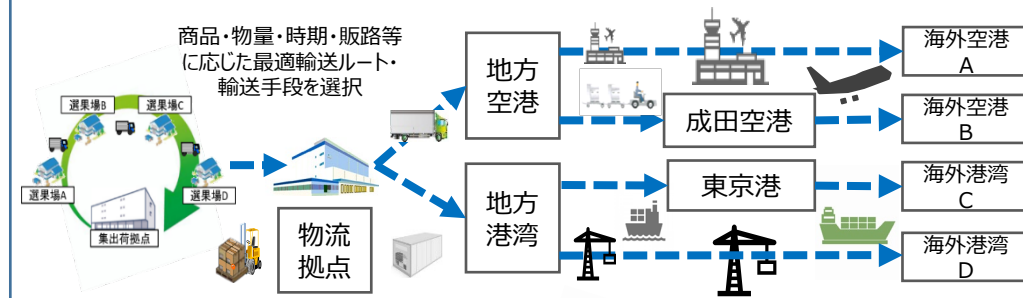 商品・物量・時期・販路等
に応じた最適輸送ルート・
輸送手段を選択
選果場B
選果場C
選果場A
選果場D
集出荷拠点
物流
拠点
地方
空港
成田空港
海外空港
A
海外空港
B
地方
港湾
東京港
海外港湾
C
海外港湾
D